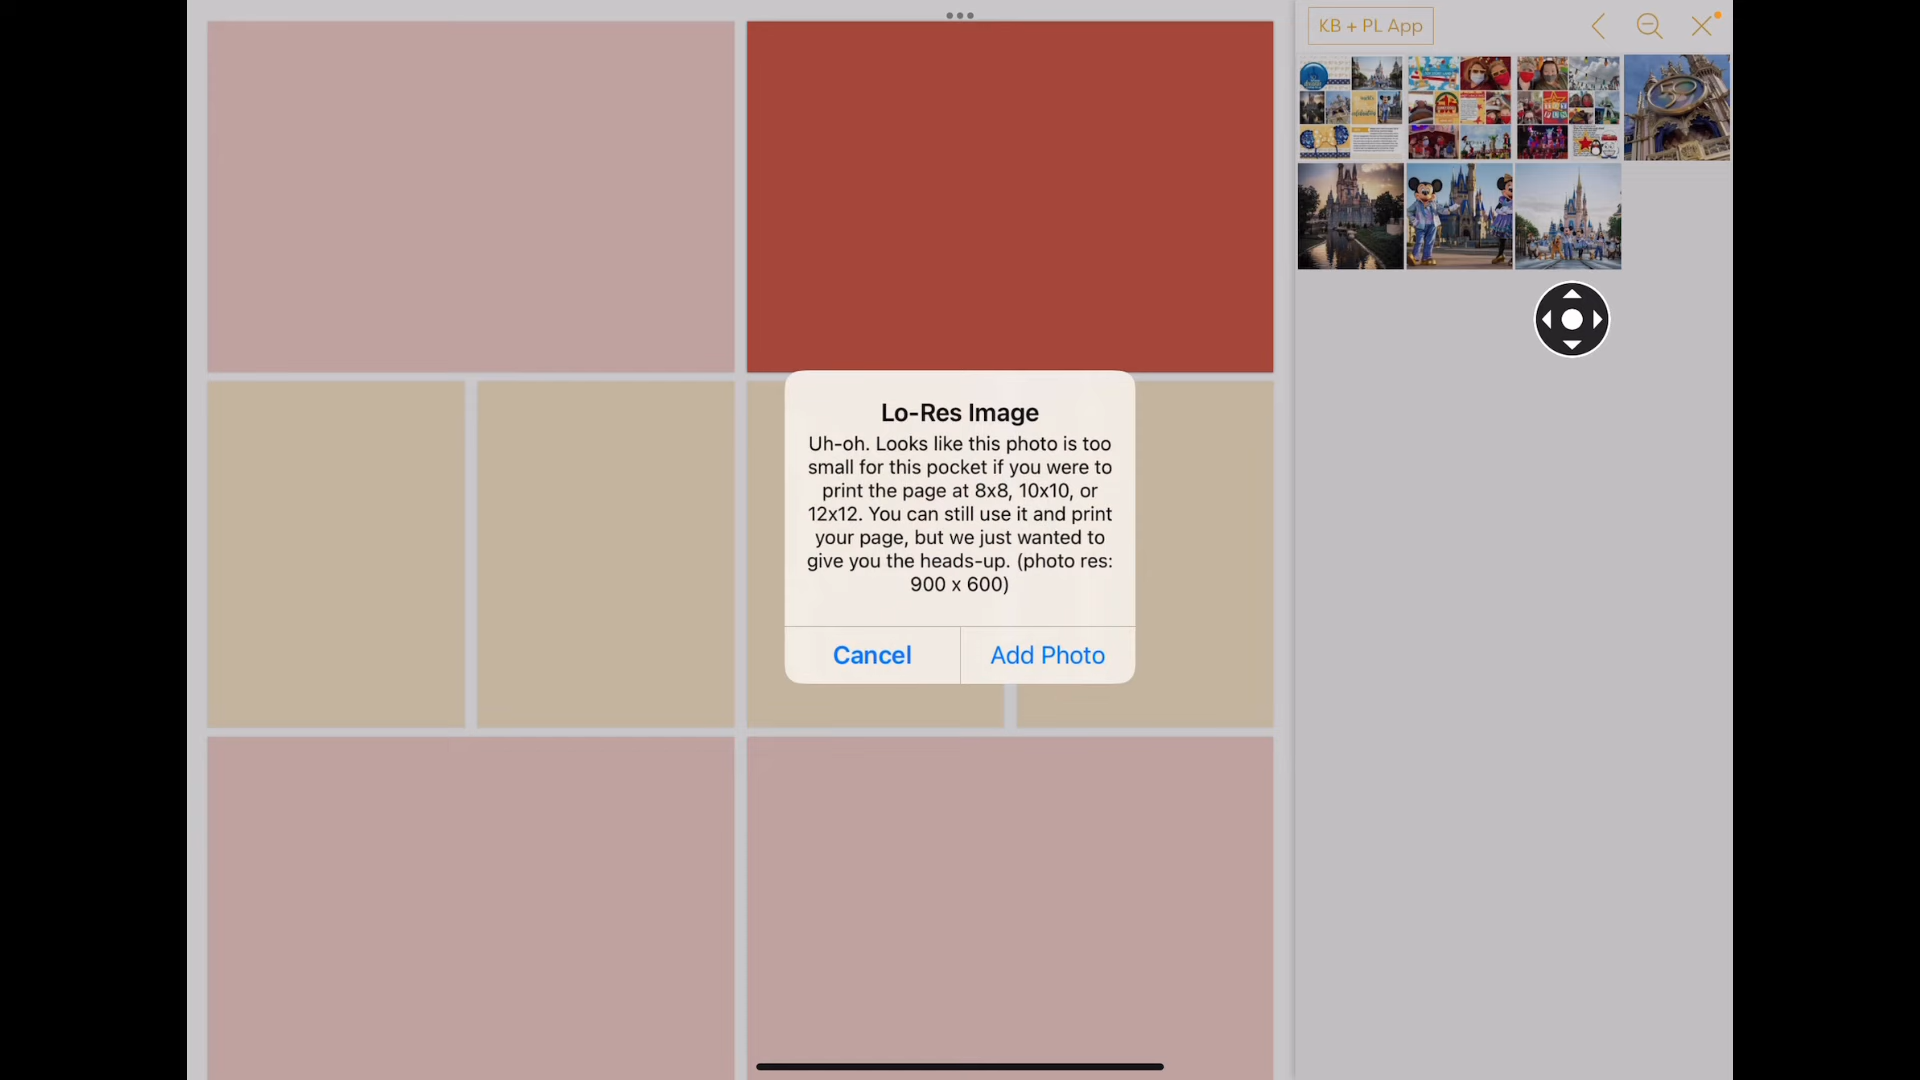 KB + PL App
Lo-Res Image
Uh-oh. Looks like this photo is too
small for this pocket if you were to
print the page at 8x8, 10x10, or
12x12. You can still use it and print
your page, but we just wanted to
give you the heads-up. (photo res:
900 x 600)
Cancel
Add Photo
50